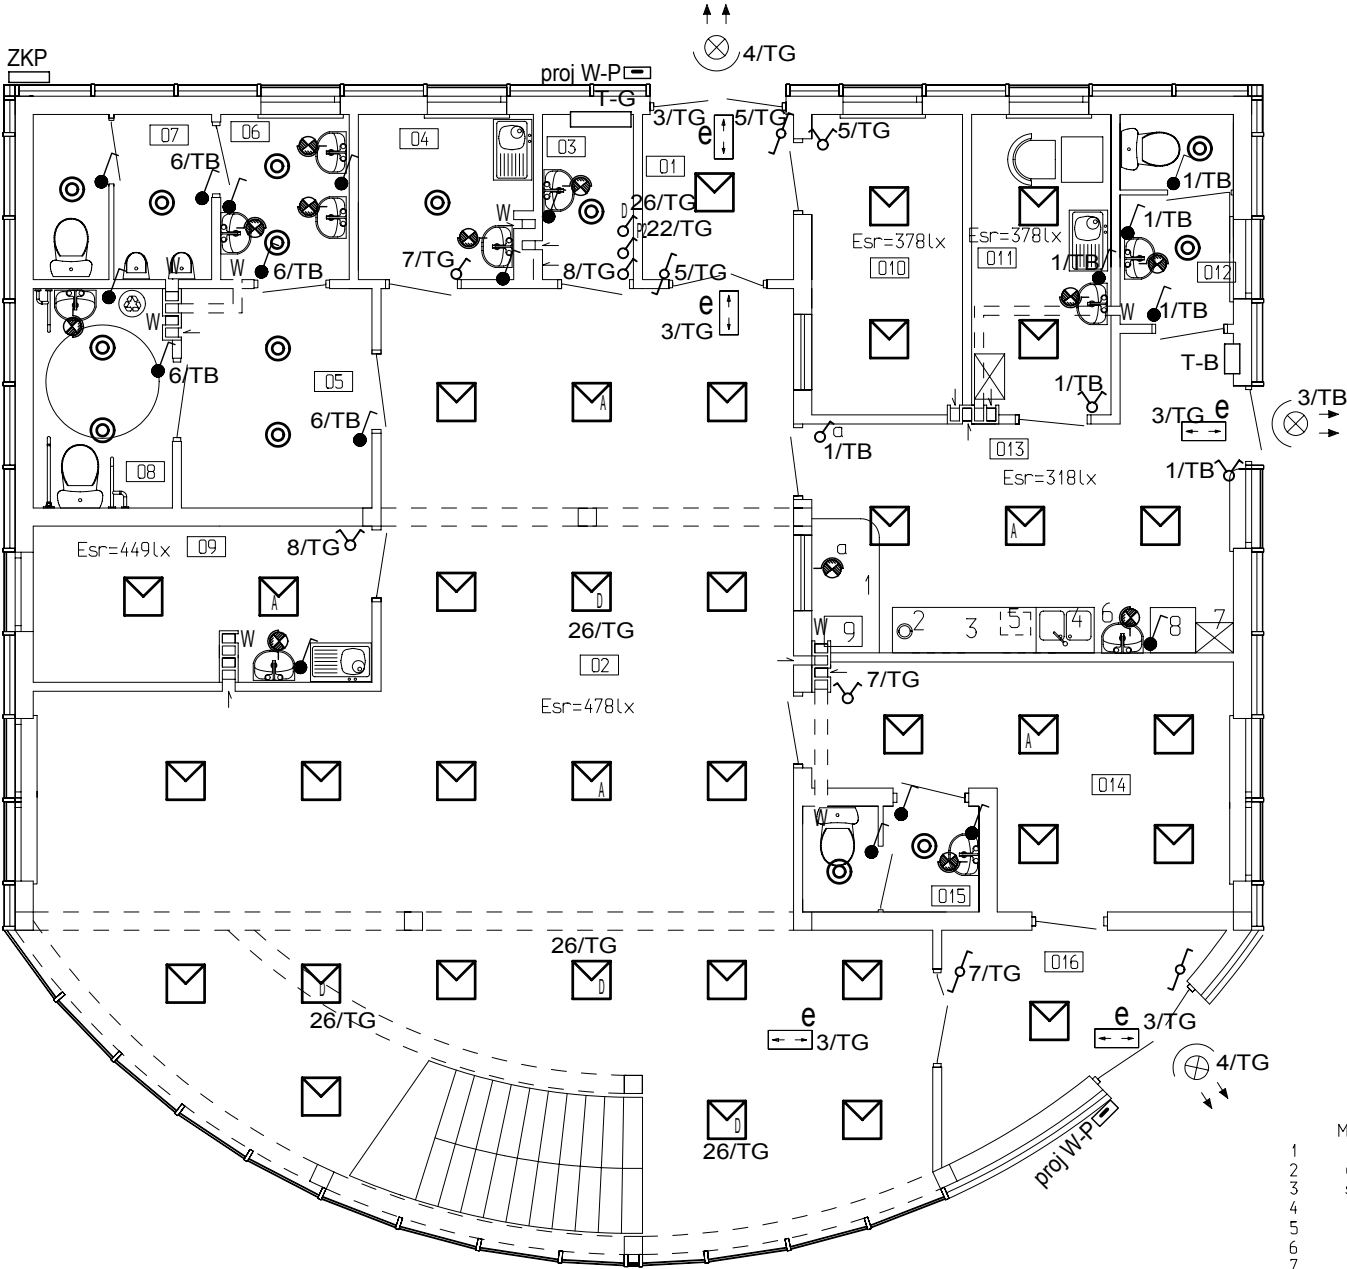 4/TG
ZKP
proj W-P
T-G
3/TG
e
5/TG
5/TG
07
06
04
03
01
6/TB
1/TB
26/TG
D
W
P2
22/TG
1/TB
Esr=378lx
Esr=378lx
010
011
012
7/TG
8/TG
5/TG
1/TB
W
W
6/TB
e
3/TG
W
1/TB
W
T-B
6/TB
05
1/TB
A
3/TB
6/TB
3/TG
e
a
1/TB
013
08
1/TB
Esr=318lx
Esr=449lx
09
8/TG
A
a
1
A
D
26/TG
W
2
3
5
4
6
8
7
9
W
02
7/TG
Esr=478lx
A
014
A
W
015
26/TG
016
7/TG
D
D
26/TG
e
3/TG
e
3/TG
4/TG
D
26/TG
proj W-P
M
1
2
3
4
5
6
7